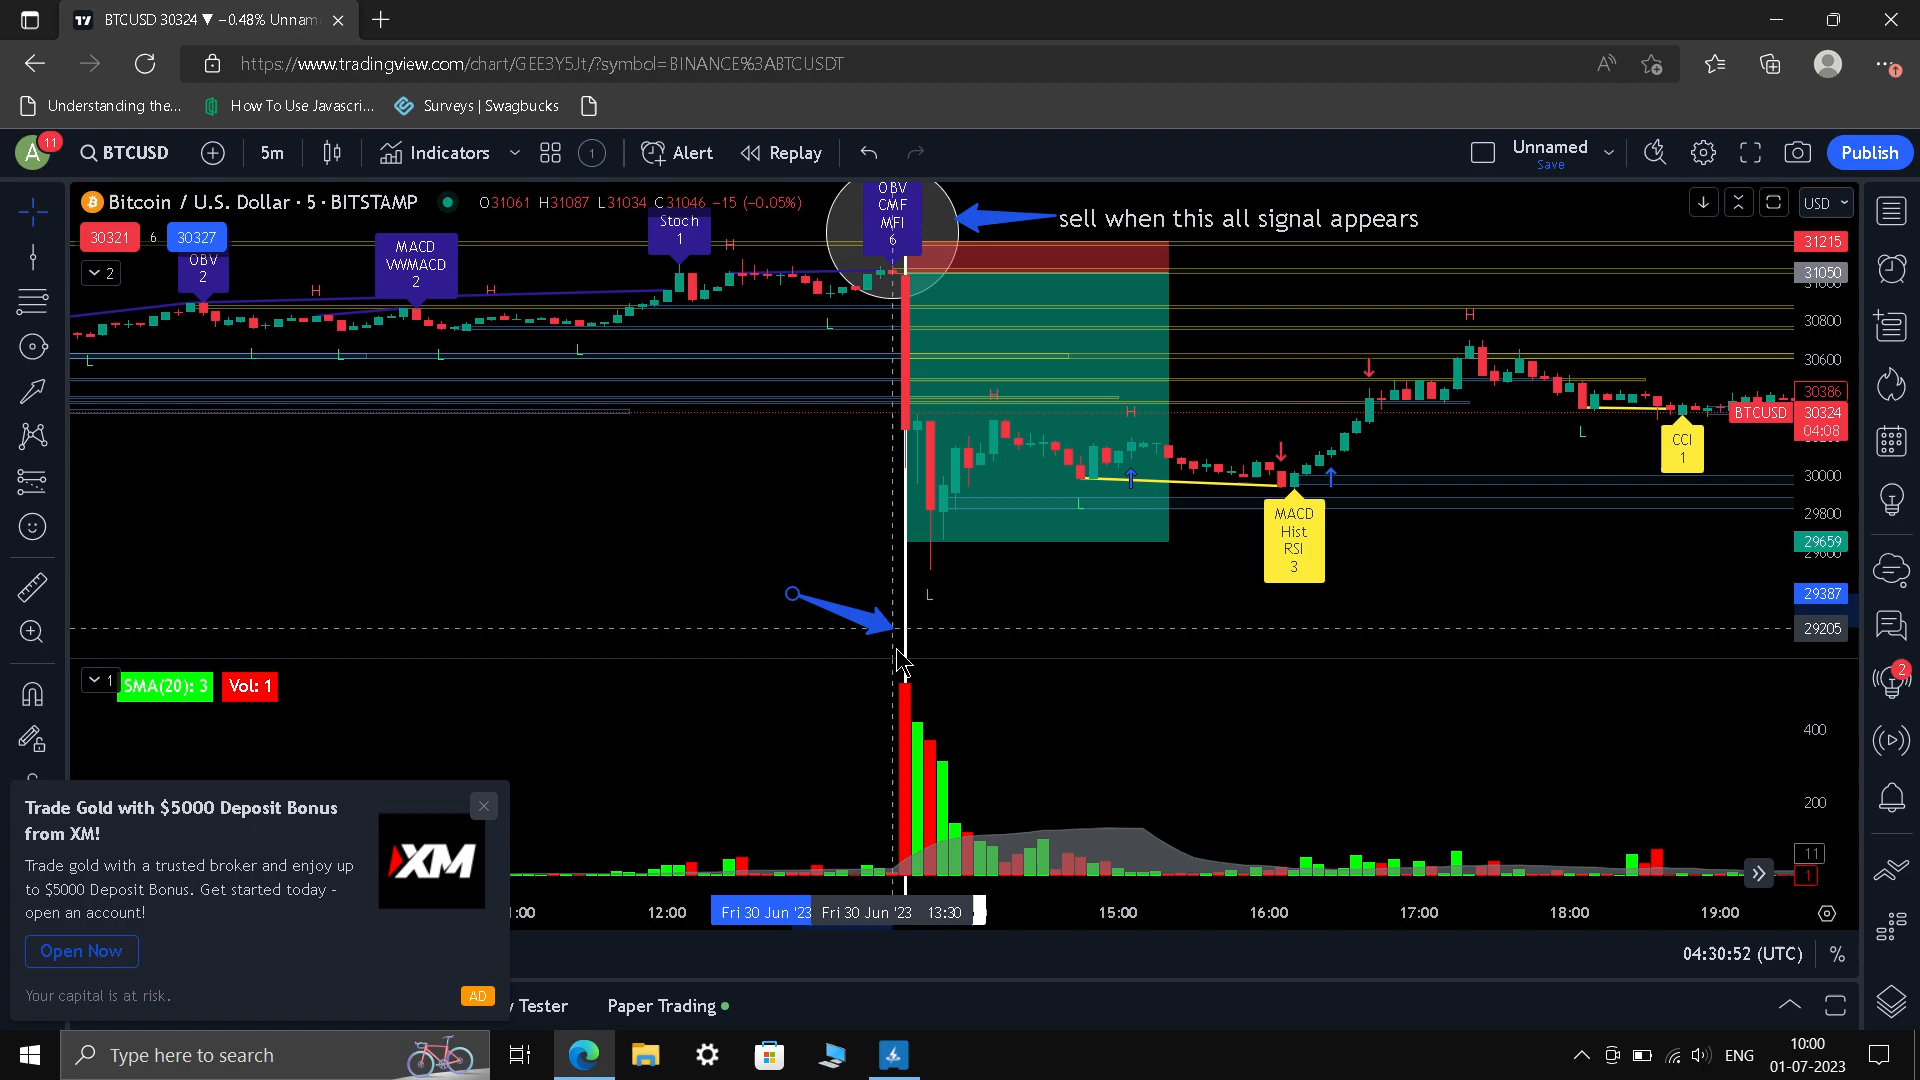 BTCUSD 30324 ▼ −0.48% Unnam
https://www.tradingview.com/chart/GEE3Y5Jt/?symbol=BINANCE%3ABTCUSDT
Understanding the...
How To Use Javascri...
Surveys | Swagbucks
A
11
BTCUSD
5m
Indicators
1
Alert
Replay
Unnamed
Save
Publish
Bitcoin / U.S. Dollar · 5 · BITSTAMP
O31061 H31087 L31034 C31046 −15 (−0.05%)
USD
30321
6
30327
2
OBV
2
MACD
VWMACD
2
Stoch
1
OBV
CMF
MFI
6
sell when this all signal appears
H
H
H
H
H
H
L
L
L
L
L
L
L
L
L
MACD
Hist
RSI
3
CCI
1
31215
31050
31000
30800
30600
30386
BTCUSD
30324
04:08
30000
29800
29659
29600
29387
29205
1
SMA(20): 3
Vol: 1
400
200
11
1
2
Trade Gold with $5000 Deposit Bonus
from XM!
Trade gold with a trusted broker and enjoy up
to $5000 Deposit Bonus. Get started today -
open an account!
XM
Open Now
Your capital is at risk.
AD
:00
12:00
Fri 30 Jun '23
Fri 30 Jun '23 13:30
15:00
16:00
17:00
18:00
19:00
04:30:52 (UTC)
%
Tester
Paper Trading
Type here to search
ENG
10:00
01-07-2023